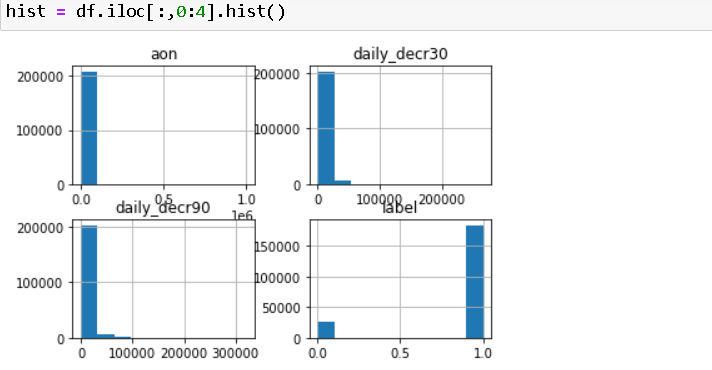 hist = df.iloc[:,0:4].hist()
aon
daily_decr30
200000
200000
100000
100000
0
0
0.0 0.5 1.0
0 100000 200000
1e6
daily_decr90
label
200000
150000
100000
100000
50000
0
0
0 100000 200000 300000
0.0 0.5 1.0